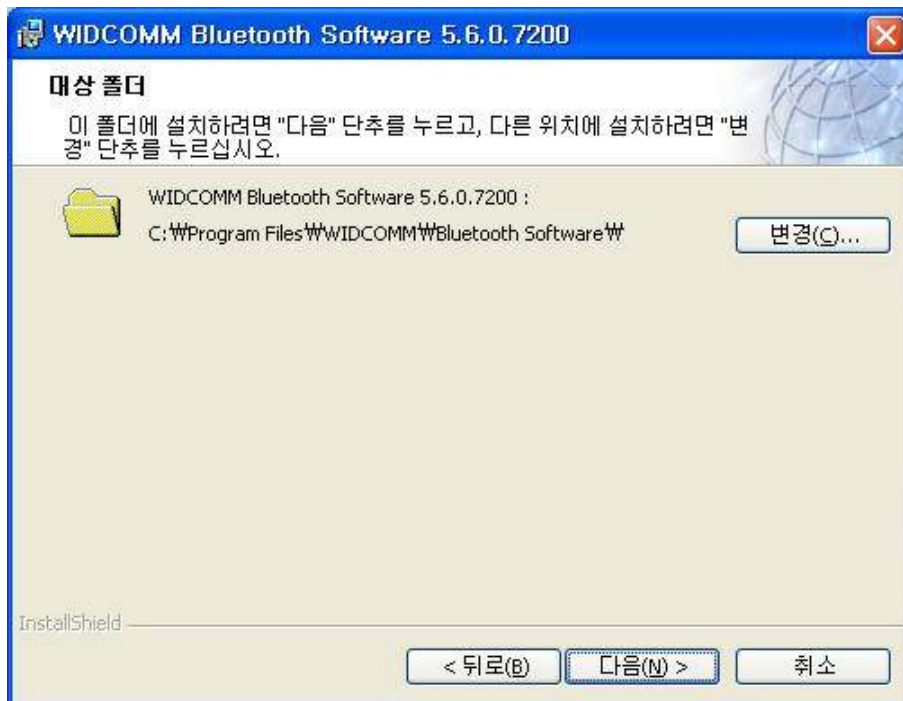 WIDCOMM Bluetooth Software 5.6.0.7200
대상 폴더
이 폴더에 설치하려면 "다음" 단추를 누르고, 다른 위치에 설치하려면 "변
경" 단추를 누르십시오.
WIDCOMM Bluetooth Software 5.6.0.7200 :
C:₩Program Files₩WIDCOMM₩Bluetooth Software₩
변경(C)...
InstallShield
< 뒤로(B)
다음(N) >
취소